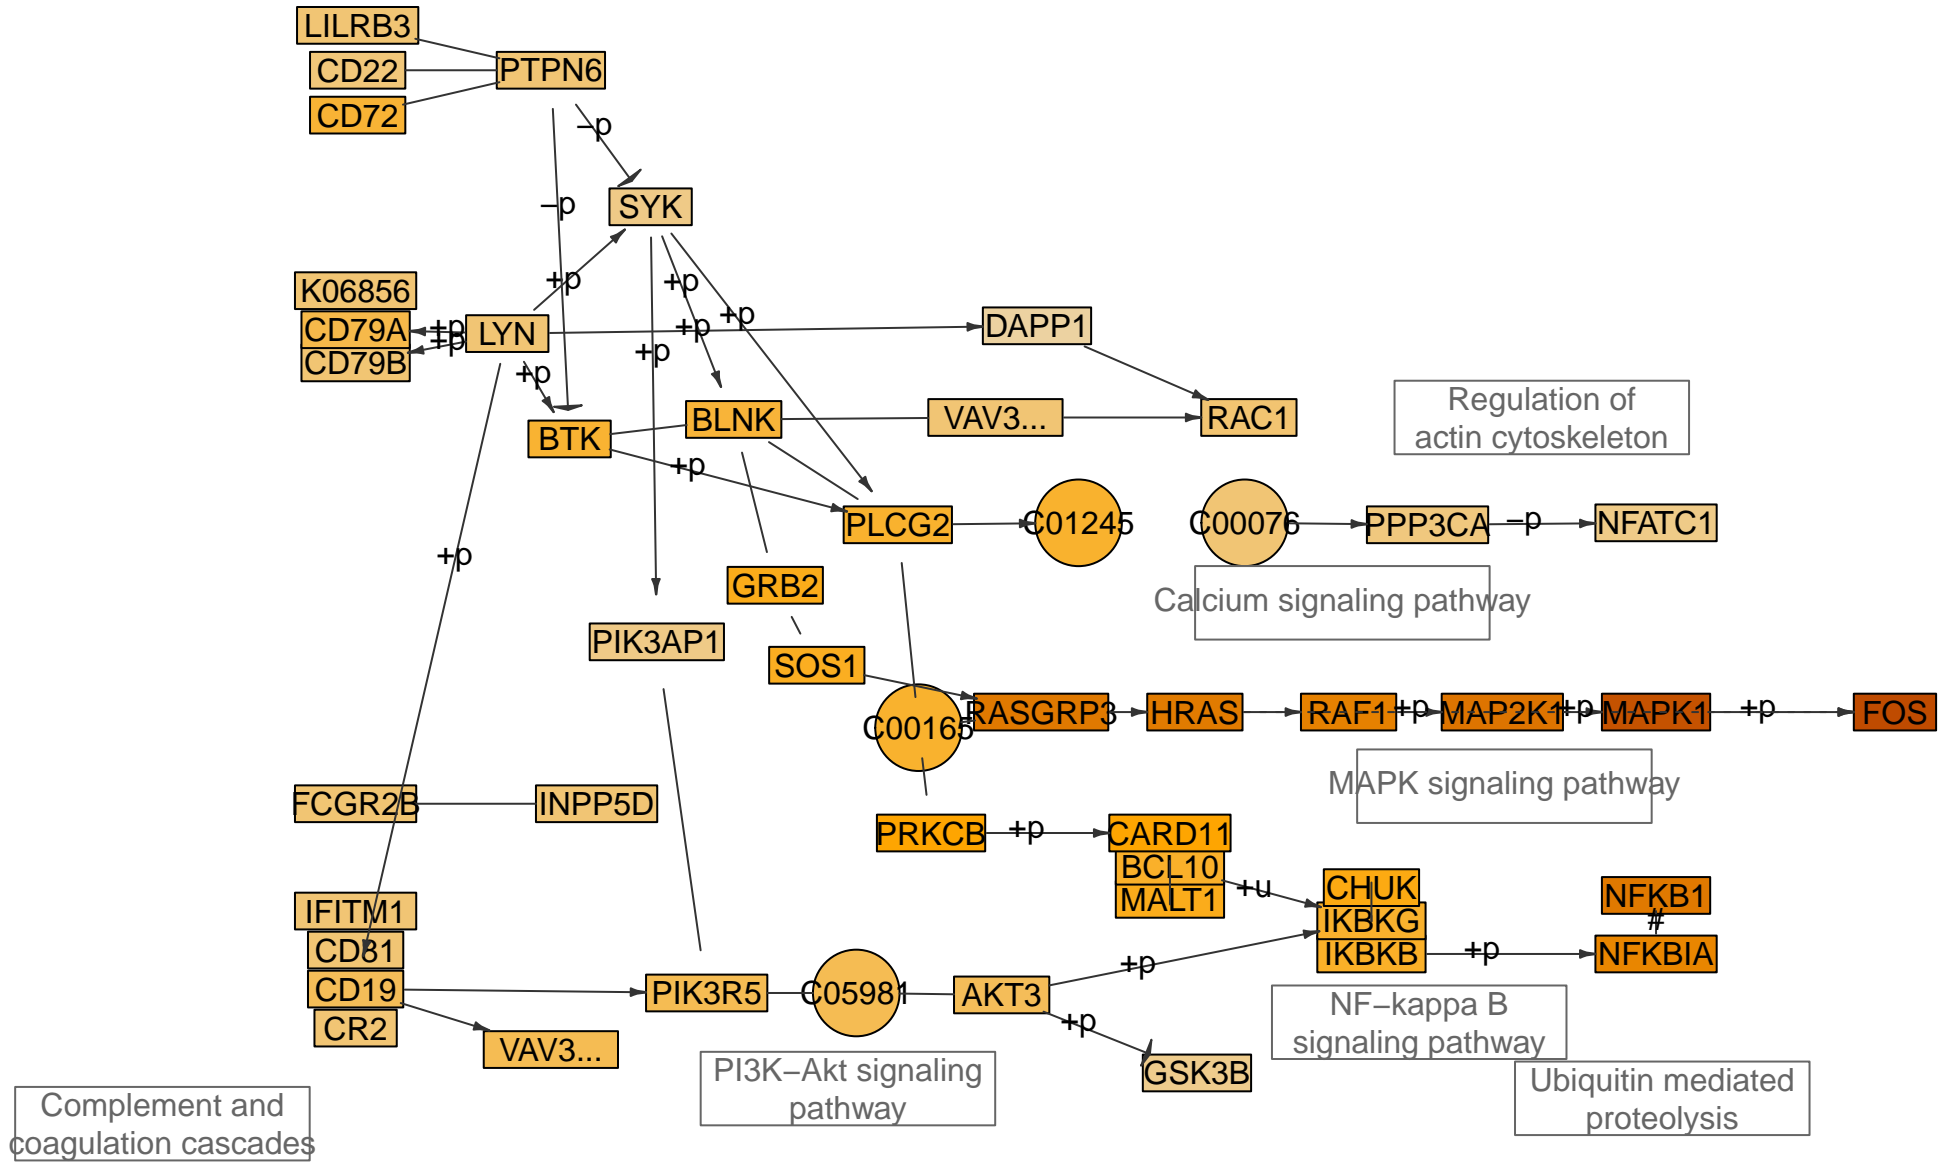 LILRB3
CD22
PTPN6
CD72
–p
–p
SYK
+p
+p
K06856
CD79A
+p
LYN
+p
+p
DAPP1
CD79B
+p
+p
+p
BTK
BLNK
VAV3...
RAC1
Regulation of
actin cytoskeleton
+p
PLCG2
C01245
C00076
PPP3CA
–p
NFATC1
+p
GRB2
Calcium signaling pathway
PIK3AP1
SOS1
C00165
RASGRP3
HRAS
RAF1
+p
MAP2K1
+p
MAPK1
+p
FOS
MAPK signaling pathway
FCGR2B
INPP5D
PRKCB
+p
CARD11
BCL10
MALT1
+u
CHUK
IKBKG
IKBKB
NFKB1
#
+p
NFKBIA
IFITM1
CD81
CD19
CR2
VAV3...
PIK3R5
C05981
AKT3
+p
+p
GSK3B
NF–kappa B
signaling pathway
PI3K–Akt signaling
pathway
Ubiquitin mediated
proteolysis
Complement and
coagulation cascades